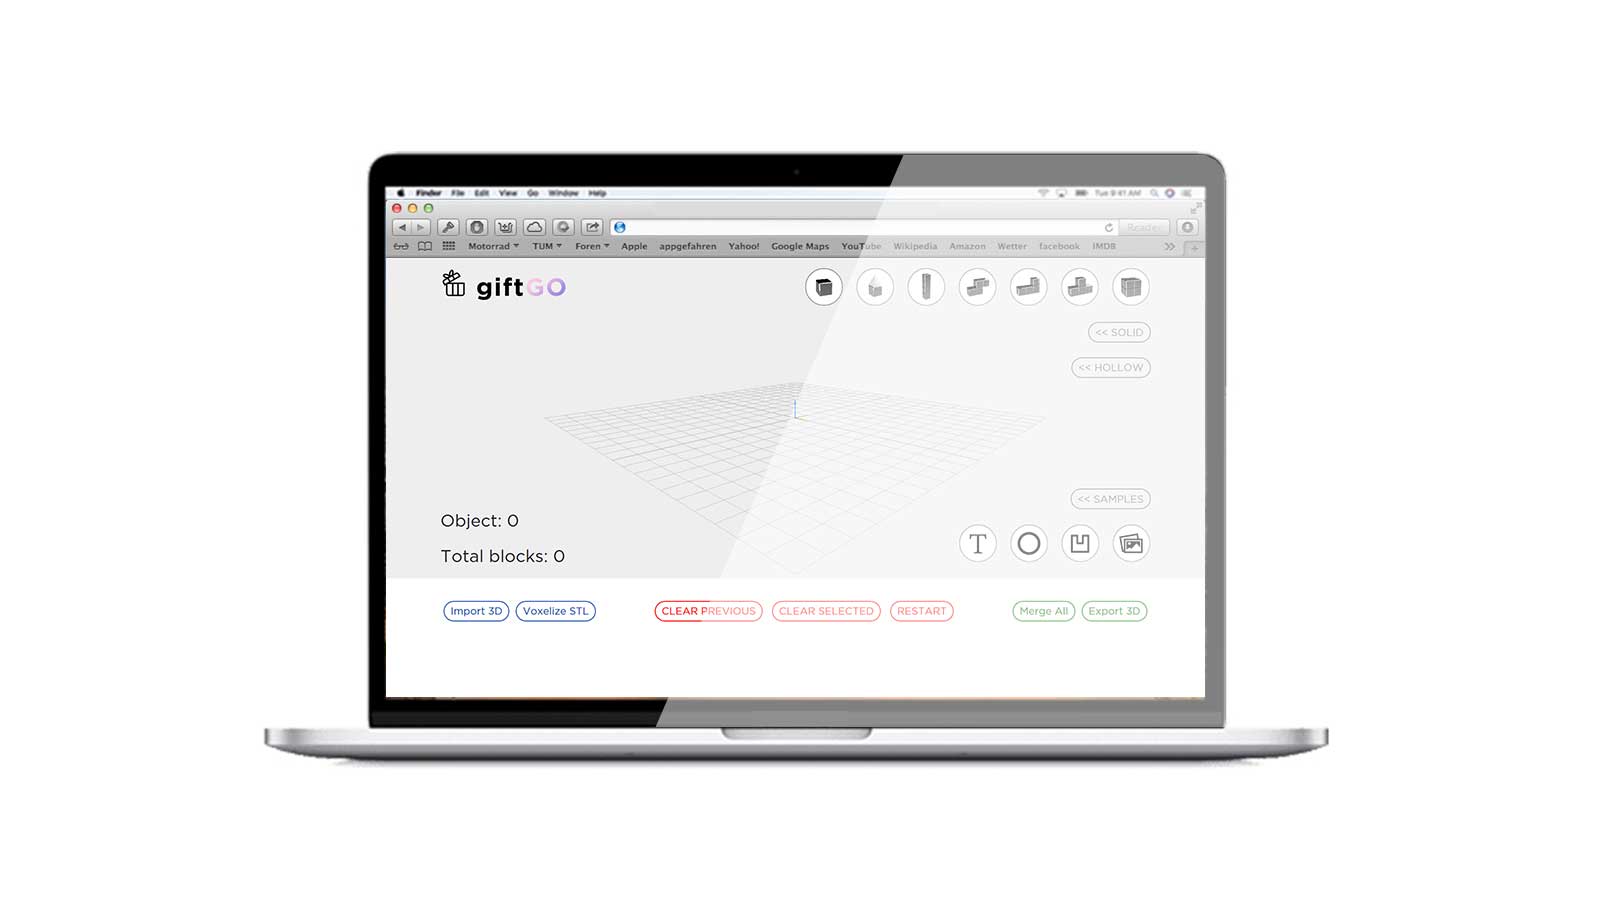 Finder File Edit View Go Window Help Tue 9:41 AM
Reader
Motorrad TUM Foren Apple appgefahren Yahoo! Google Maps YouTube Wikipedia Amazon Wetter facebook IMDB
giftGO
<< SOLID
<< HOLLOW
<< SAMPLES
Object: 0
T
Total blocks: 0
Import 3D Voxelize STL CLEAR PREVIOUS CLEAR SELECTED RESTART Merge All Export 3D